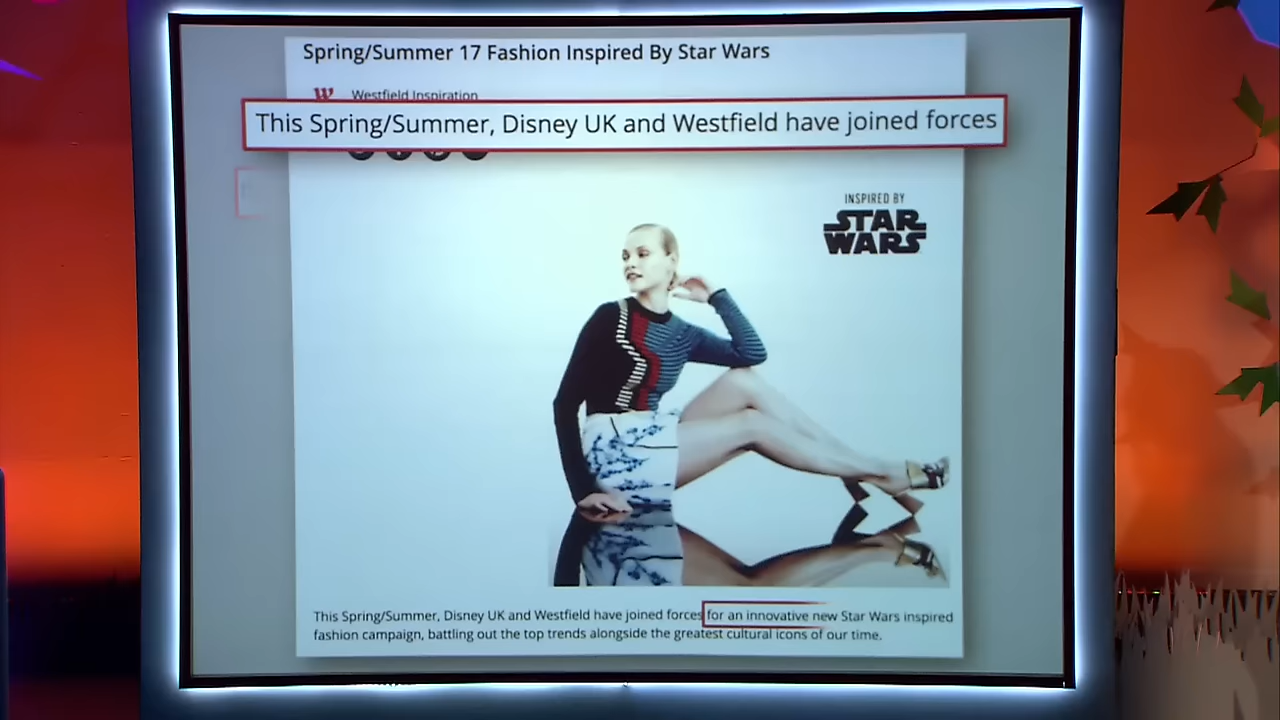 Spring/Summer 17 Fashion Inspired By Star Wars
Westfield Inspiration
This Spring/Summer, Disney UK and Westfield have joined forces
INSPIRED BY
STAR
WARS
This Spring/Summer, Disney UK and Westfield have joined forces for an innovative new Star Wars inspired
fashion campaign, battling out the top trends alongside the greatest cultural icons of our time.